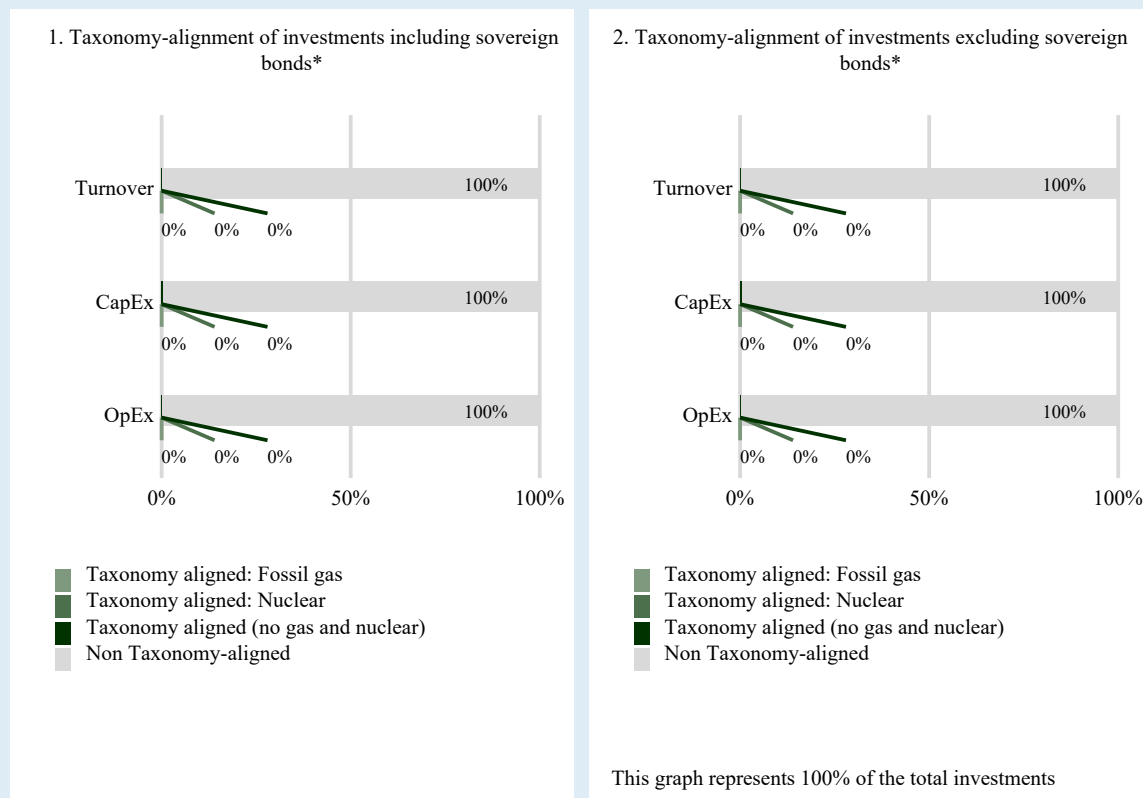 1. Taxonomy-alignment of investments including sovereign
bonds*
Turnover
100%
0% 0% 0%
CapEx
100%
0% 0% 0%
OpEx
100%
0% 0% 0%
0% 50% 100%
Taxonomy aligned: Fossil gas
Taxonomy aligned: Nuclear
Taxonomy aligned (no gas and nuclear)
Non Taxonomy-aligned
2. Taxonomy-alignment of investments excluding sovereign
bonds*
Turnover
100%
0% 0% 0%
CapEx
100%
0% 0% 0%
OpEx
100%
0% 0% 0%
0% 50% 100%
Taxonomy aligned: Fossil gas
Taxonomy aligned: Nuclear
Taxonomy aligned (no gas and nuclear)
Non Taxonomy-aligned
This graph represents 100% of the total investments